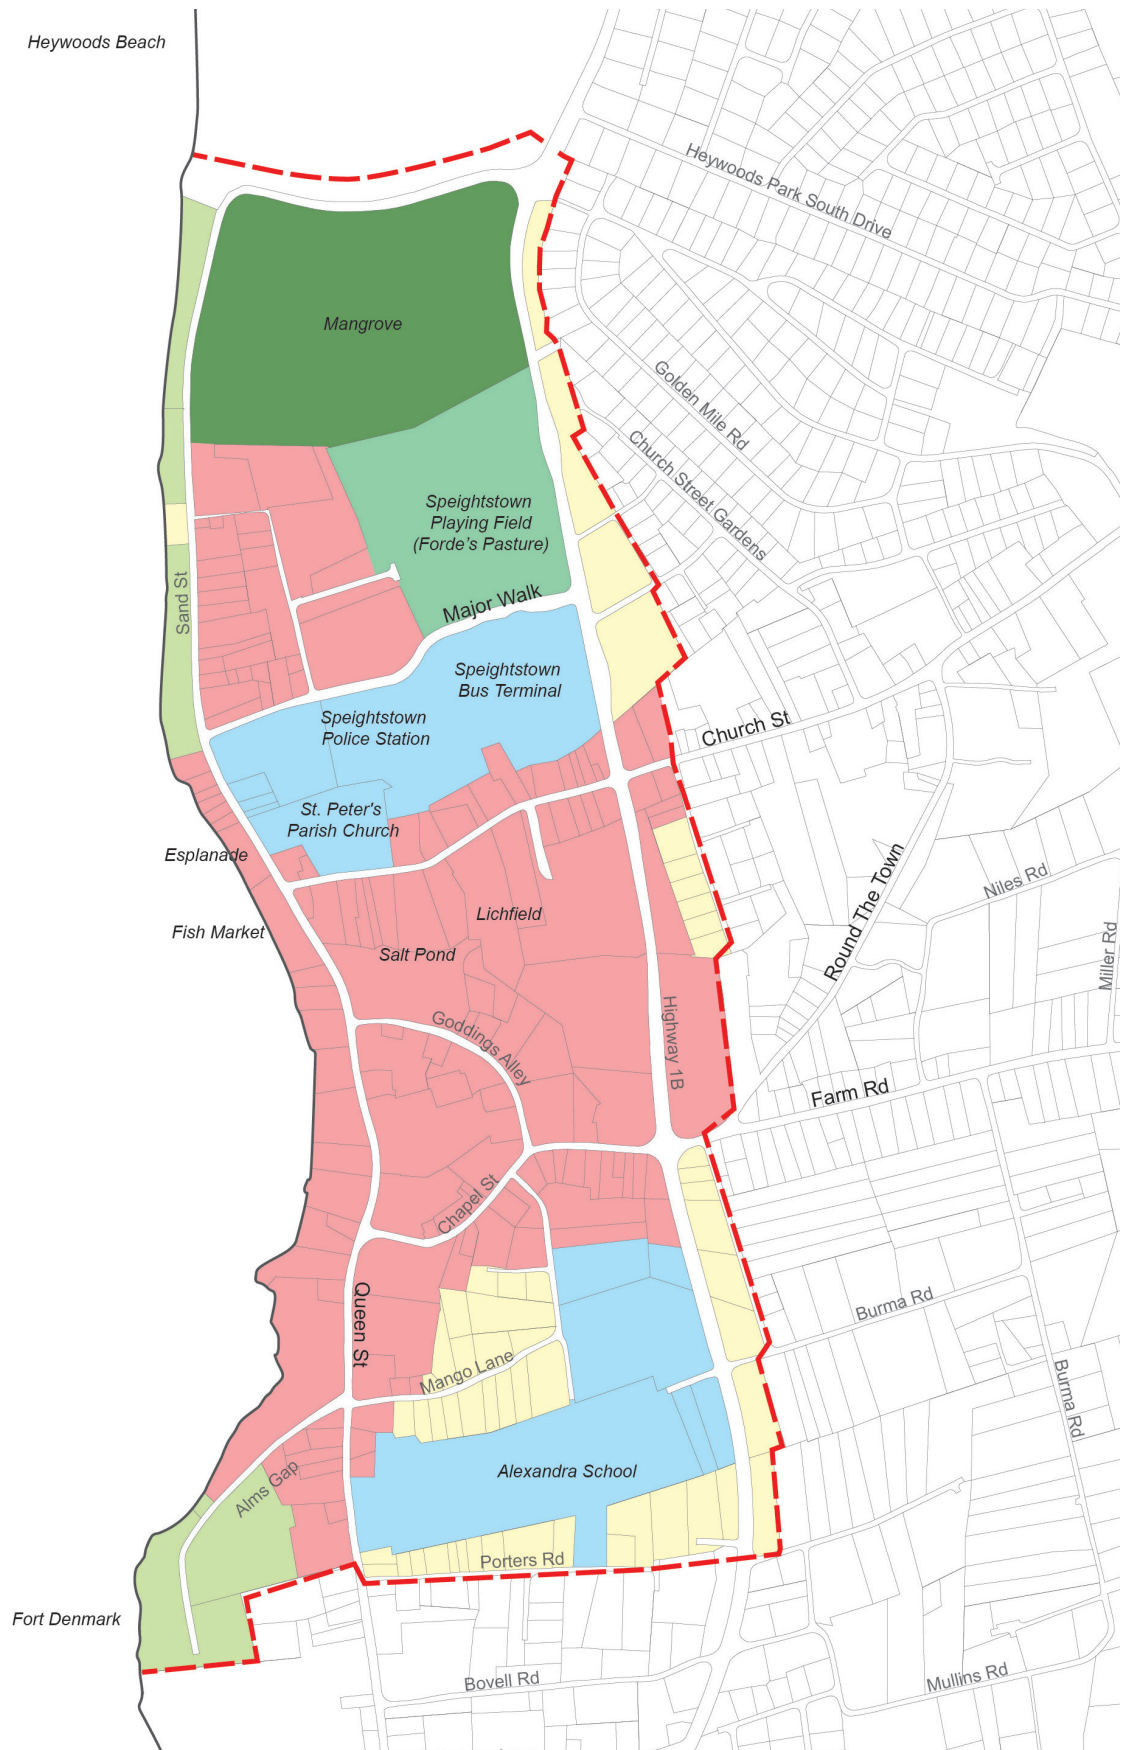 Heywoods Beach
Heywoods Park South Drive
Mangrove
Golden Mile Rd
Church Street Gardens
Speightstown
Playing Field
(Forde's Pasture)
Sand St
Major Walk
Speightstown
Bus Terminal
Speightstown
Police Station
Church St
St. Peter's
Parish Church
Esplanade
Round The Town
Niles Rd
Lichfield
Fish Market
Salt Pond
Miller Rd
Goddings Alley
Highway 1B
Farm Rd
Chapel St
Queen St
Burma Rd
Mango Lane
Burma Rd
Alexandra School
Alms Gap
Porters Rd
Fort Denmark
Bovell Rd
Mullins Rd